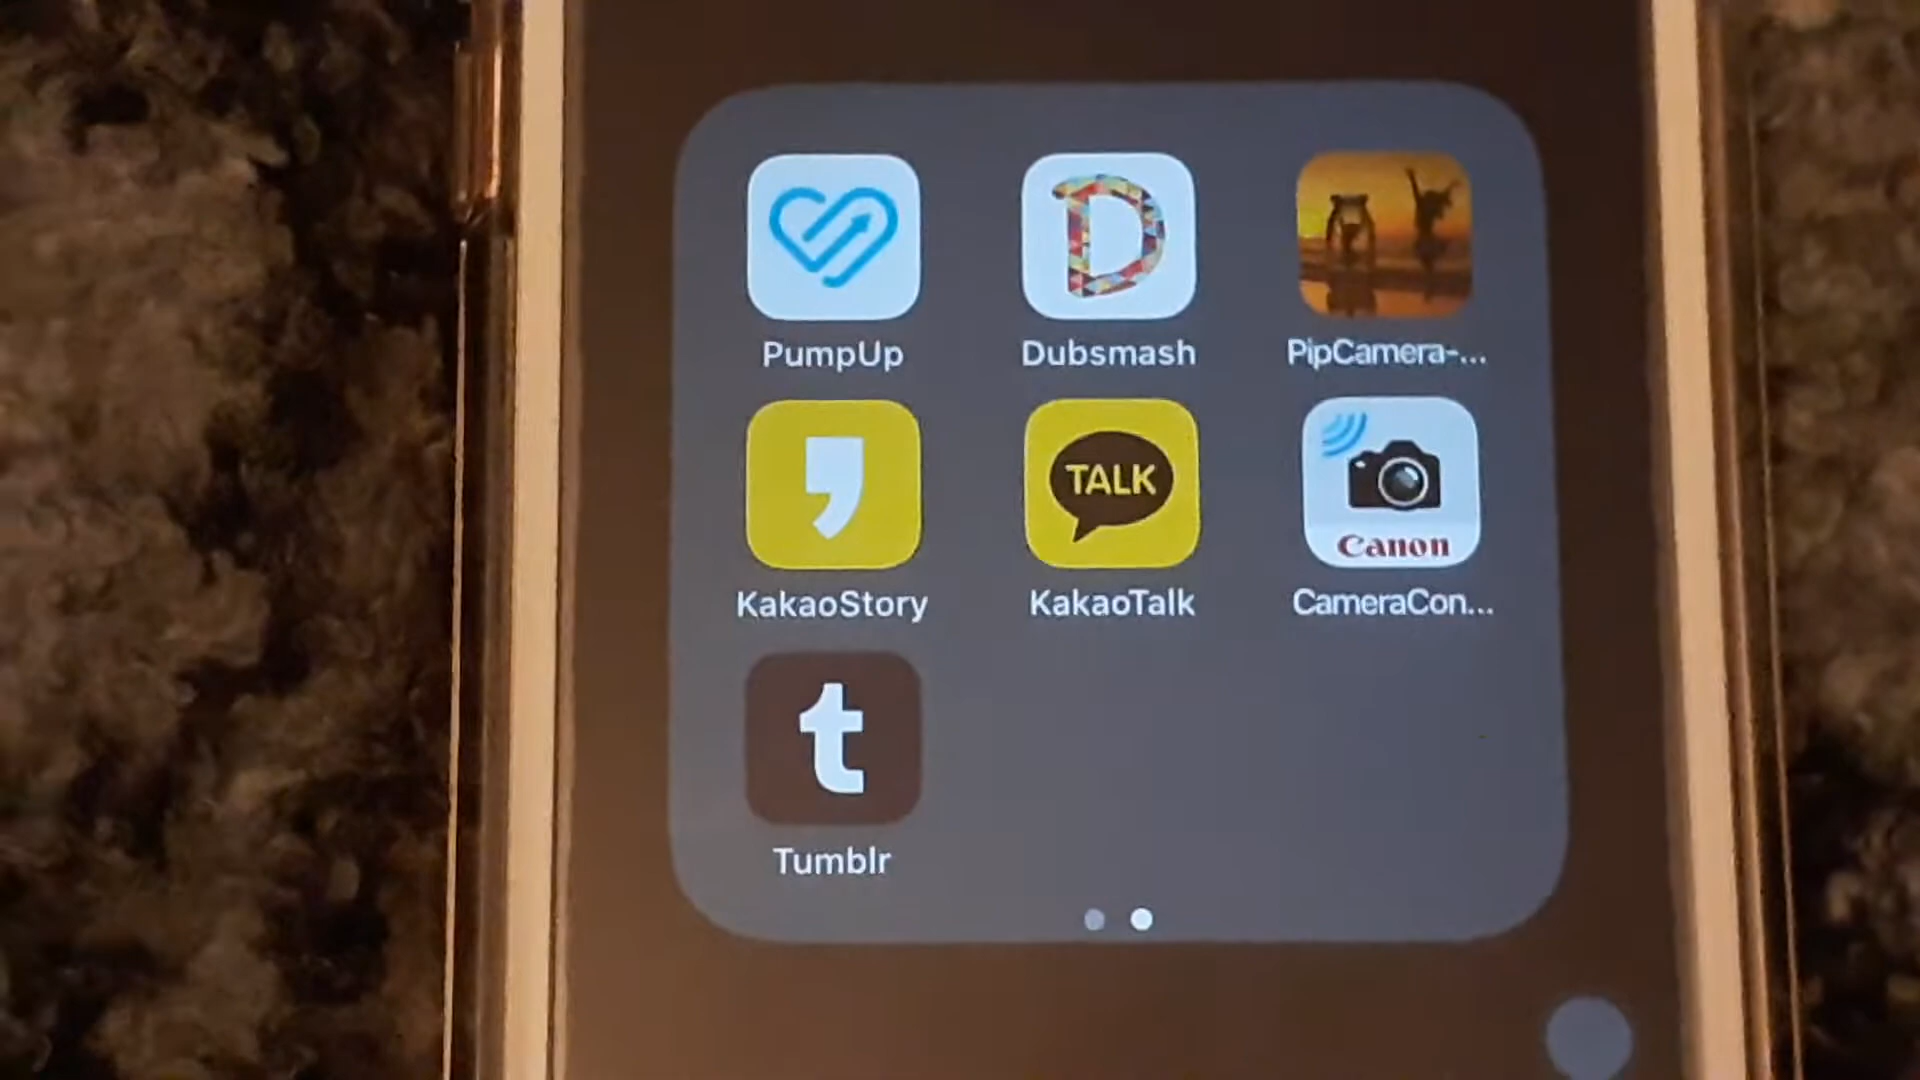 PumpUp
Dubsmash
PipCamera-...
TALK
Canon
KakaoStory
KakaoTalk
CameraCon...
t
Tumblr